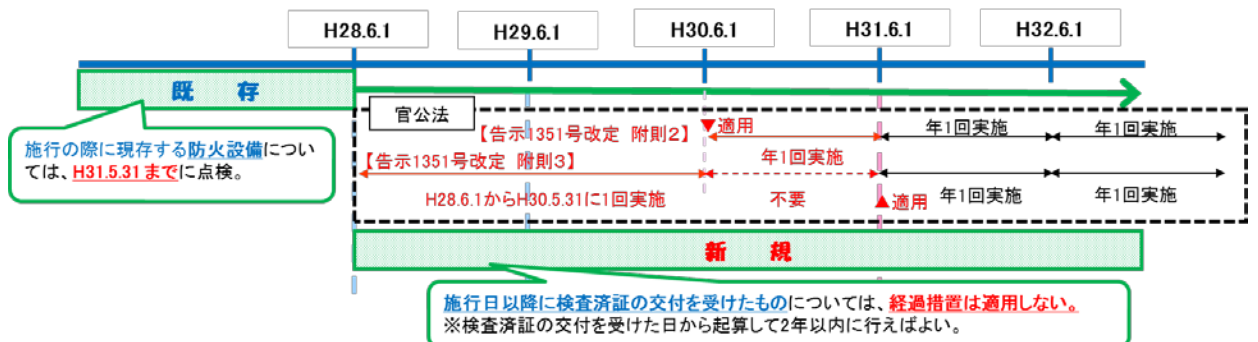 H28.6.1
H29.6.1
H30.6.1
H31.6.1
H32.6.1
既 存
官公法
【告示1351号改定 附則2】
▼適用
年1回実施
年1回実施
年1回実施
施行の際に現存する防火設備につい
ては、H31.5.31までに点検。
【告示1351号改定 附則3】
H28.6.1からH30.5.31に1回実施
不要
▲適用
年1回実施
年1回実施
新 規
施行日以降に検査済証の交付を受けたものについては、経過措置は適用しない。
※検査済証の交付を受けた日から起算して2年以内に行えばよい。